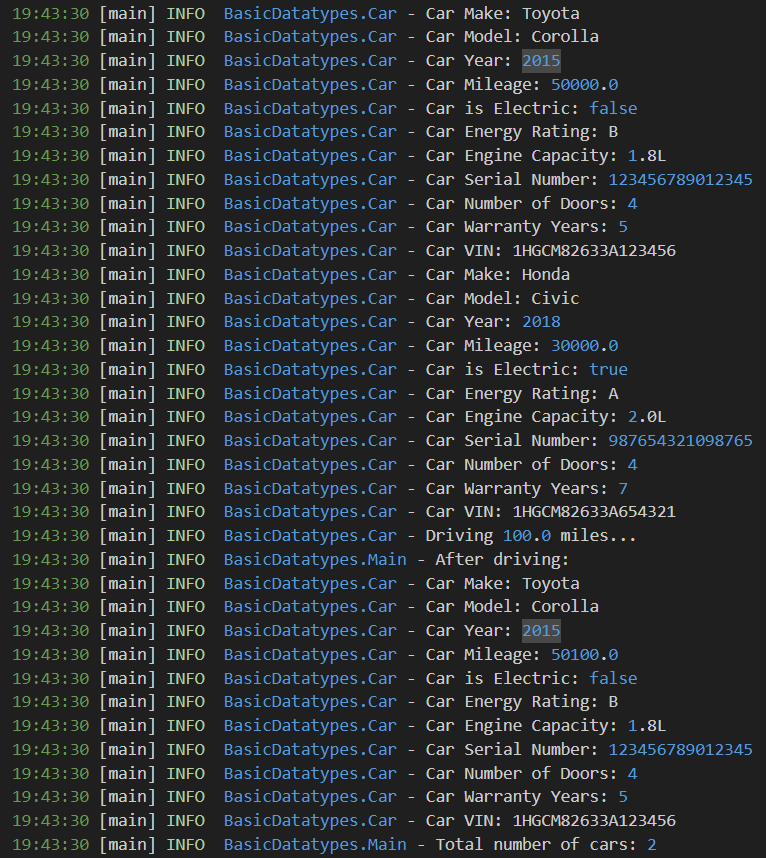 19:43:30 [main] INFO  BasicDatatypes.Car - Car Make: Toyota
19:43:30 [main] INFO  BasicDatatypes.Car - Car Model: Corolla
19:43:30 [main] INFO  BasicDatatypes.Car - Car Year: 2015
19:43:30 [main] INFO  BasicDatatypes.Car - Car Mileage: 50000.0
19:43:30 [main] INFO  BasicDatatypes.Car - Car is Electric: false
19:43:30 [main] INFO  BasicDatatypes.Car - Car Energy Rating: B
19:43:30 [main] INFO  BasicDatatypes.Car - Car Engine Capacity: 1.8L
19:43:30 [main] INFO  BasicDatatypes.Car - Car Serial Number: 123456789012345
19:43:30 [main] INFO  BasicDatatypes.Car - Car Number of Doors: 4
19:43:30 [main] INFO  BasicDatatypes.Car - Car Warranty Years: 5
19:43:30 [main] INFO  BasicDatatypes.Car - Car VIN: 1HGCM82633A123456
19:43:30 [main] INFO  BasicDatatypes.Car - Car Make: Honda
19:43:30 [main] INFO  BasicDatatypes.Car - Car Model: Civic
19:43:30 [main] INFO  BasicDatatypes.Car - Car Year: 2018
19:43:30 [main] INFO  BasicDatatypes.Car - Car Mileage: 30000.0
19:43:30 [main] INFO  BasicDatatypes.Car - Car is Electric: true
19:43:30 [main] INFO  BasicDatatypes.Car - Car Energy Rating: A
19:43:30 [main] INFO  BasicDatatypes.Car - Car Engine Capacity: 2.0L
19:43:30 [main] INFO  BasicDatatypes.Car - Car Serial Number: 987654321098765
19:43:30 [main] INFO  BasicDatatypes.Car - Car Number of Doors: 4
19:43:30 [main] INFO  BasicDatatypes.Car - Car Warranty Years: 7
19:43:30 [main] INFO  BasicDatatypes.Car - Car VIN: 1HGCM82633A654321
19:43:30 [main] INFO  BasicDatatypes.Car - Driving 100.0 miles...
19:43:30 [main] INFO  BasicDatatypes.Main - After driving:
19:43:30 [main] INFO  BasicDatatypes.Car - Car Make: Toyota
19:43:30 [main] INFO  BasicDatatypes.Car - Car Model: Corolla
19:43:30 [main] INFO  BasicDatatypes.Car - Car Year: 2015
19:43:30 [main] INFO  BasicDatatypes.Car - Car Mileage: 50100.0
19:43:30 [main] INFO  BasicDatatypes.Car - Car is Electric: false
19:43:30 [main] INFO  BasicDatatypes.Car - Car Energy Rating: B
19:43:30 [main] INFO  BasicDatatypes.Car - Car Engine Capacity: 1.8L
19:43:30 [main] INFO  BasicDatatypes.Car - Car Serial Number: 123456789012345
19:43:30 [main] INFO  BasicDatatypes.Car - Car Number of Doors: 4
19:43:30 [main] INFO  BasicDatatypes.Car - Car Warranty Years: 5
19:43:30 [main] INFO  BasicDatatypes.Car - Car VIN: 1HGCM82633A123456
19:43:30 [main] INFO  BasicDatatypes.Main - Total number of cars: 2